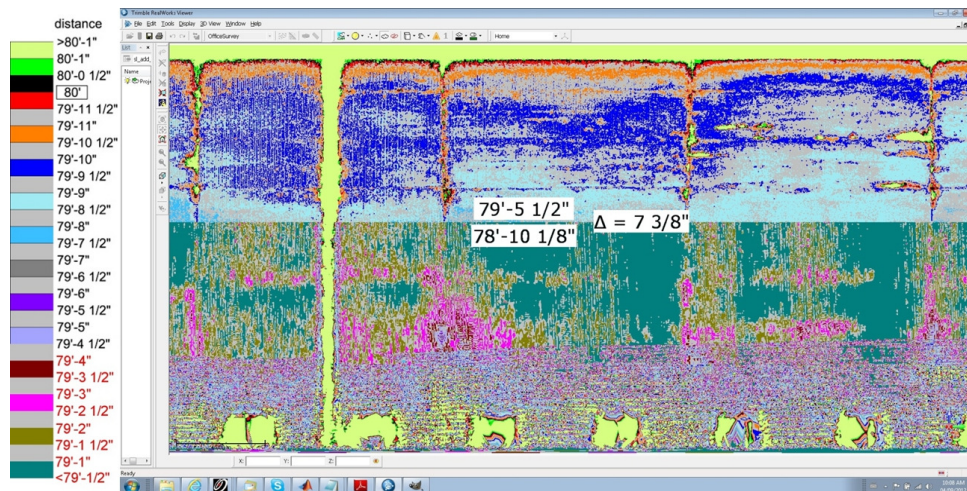 distance
>80'-1"
80'-1"
80'-0 1/2"
80'
79'-11 1/2"
79'-11"
79'-10 1/2"
79'-10"
79'-9 1/2"
79'-9"
79'-8 1/2"
79'-8"
79'-7 1/2"
79'-7"
79'-6 1/2"
79'-6"
79'-5 1/2"
79'-5"
79'-4 1/2"
79'-4"
79'-3 1/2"
79'-3"
79'-2 1/2"
79'-2"
79'-1 1/2"
79'-1"
<79'-1/2"
Trimble RealWorks Viewer
File Edit Tools Display 3D View Window Help
OfficeSurvey
Home
List
Name
Proje
79'-5 1/2"
78'-10 1/8"
Δ = 7 3/8"
X:
Y:
Z:
Ready
10:08 AM